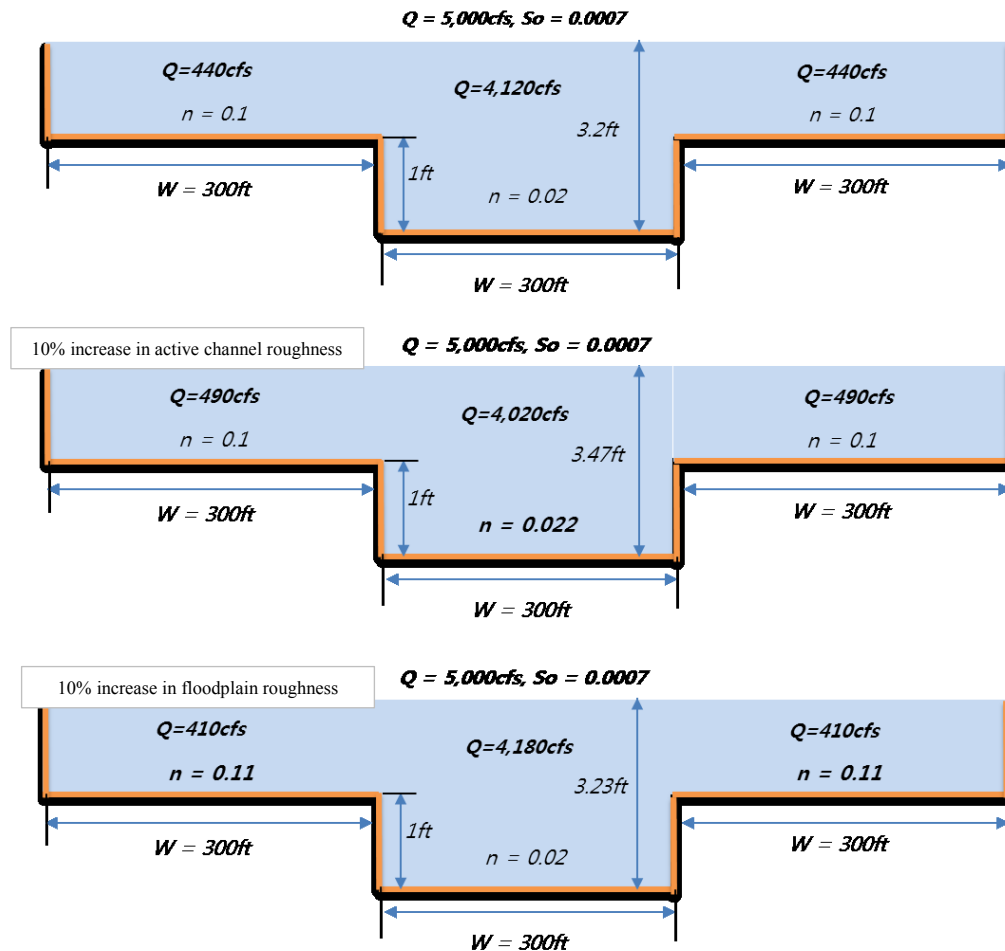 Q = 5,000cfs, So = 0.0007
Q=440cfs
n = 0.1
Q=4,120cfs
Q=440cfs
n = 0.1
3.2ft
1ft
n = 0.02
W = 300ft
W = 300ft
W = 300ft
10% increase in active channel roughness
Q = 5,000cfs, So = 0.0007
Q=490cfs
n = 0.1
Q=4,020cfs
Q=490cfs
n = 0.1
3.47ft
1ft
n = 0.022
W = 300ft
W = 300ft
W = 300ft
10% increase in floodplain roughness
Q = 5,000cfs, So = 0.0007
Q=410cfs
n = 0.11
Q=4,180cfs
Q=410cfs
n = 0.11
3.23ft
1ft
n = 0.02
W = 300ft
W = 300ft
W = 300ft